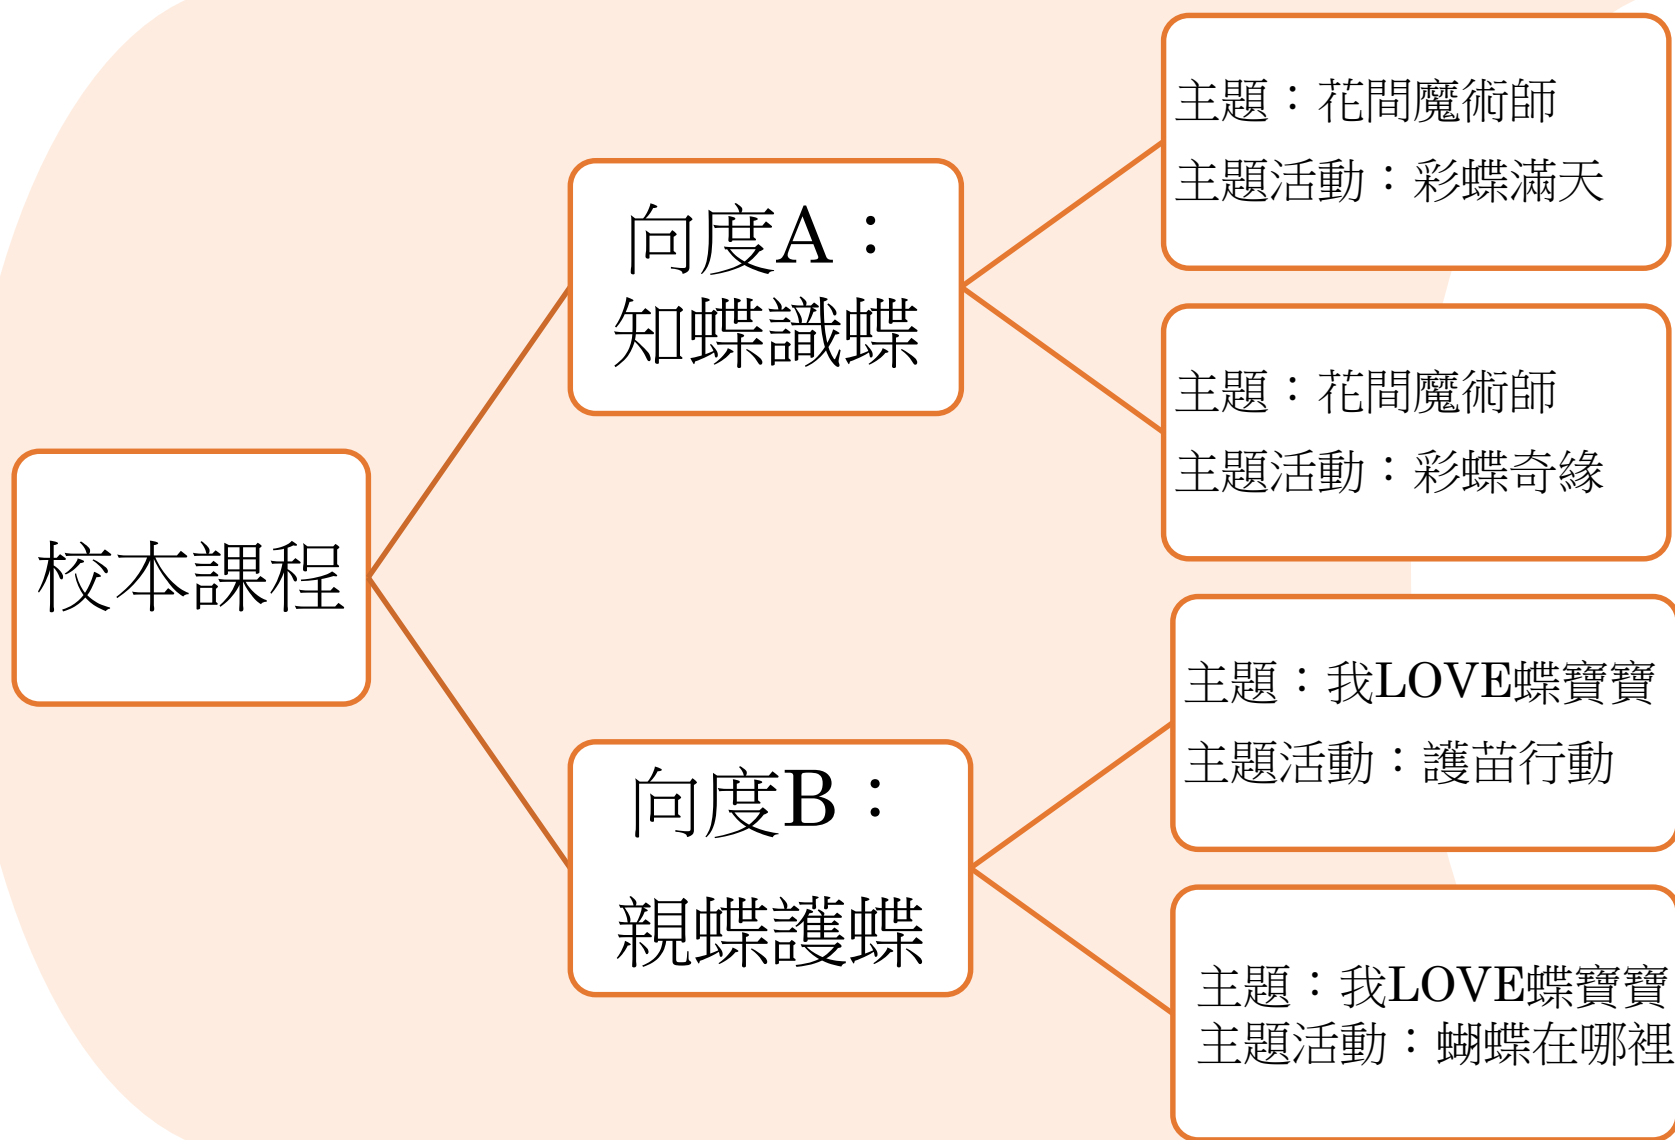 校本課程
向度A：
知蝶識蝶
主題：花間魔術師
主題活動：彩蝶滿天
主題：花間魔術師
主題活動：彩蝶奇緣
向度B：
親蝶護蝶
主題：我LOVE蝶寶寶
主題活動：護苗行動
主題：我LOVE蝶寶寶
主題活動：蝴蝶在哪裡